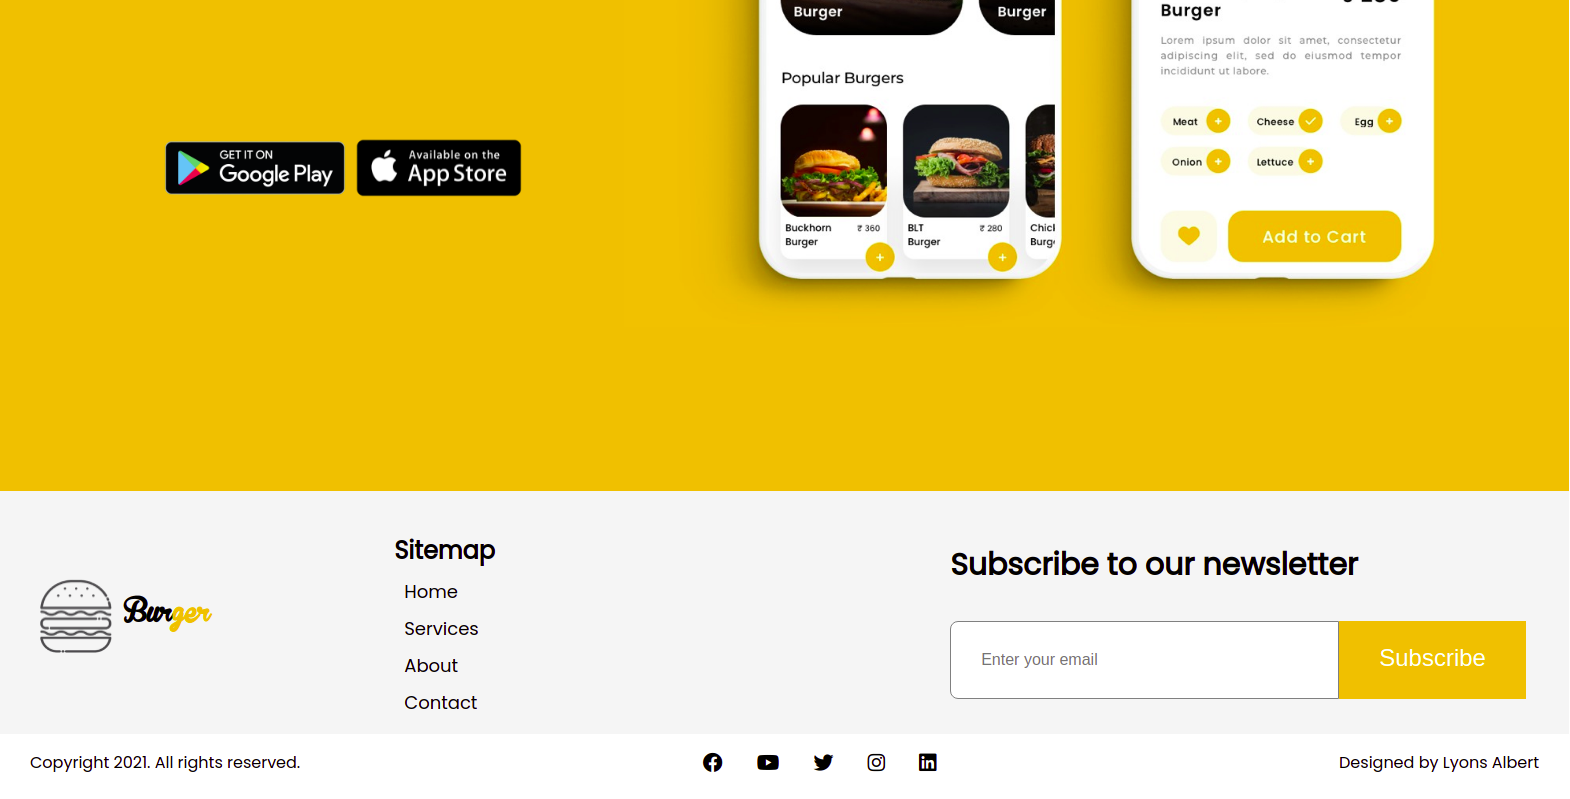 Burger
Burger
Popular Burgers
Buckhorn
Burger
₹ 360
+
BLT
Burger
₹ 280
+
Burger
Lorem ipsum dolor sit amet, consectetur
adipiscing elit, sed do eiusmod tempor
incididunt ut labore.
Meat +
Cheese
Egg +
Onion +
Lettuce +
Add to Cart
GET IT ON
Google Play
Available on the
App Store
Burger
Sitemap
Home
Services
About
Contact
Subscribe to our newsletter
Enter your email
Subscribe
Copyright 2021. All rights reserved.
Designed by Lyons Albert